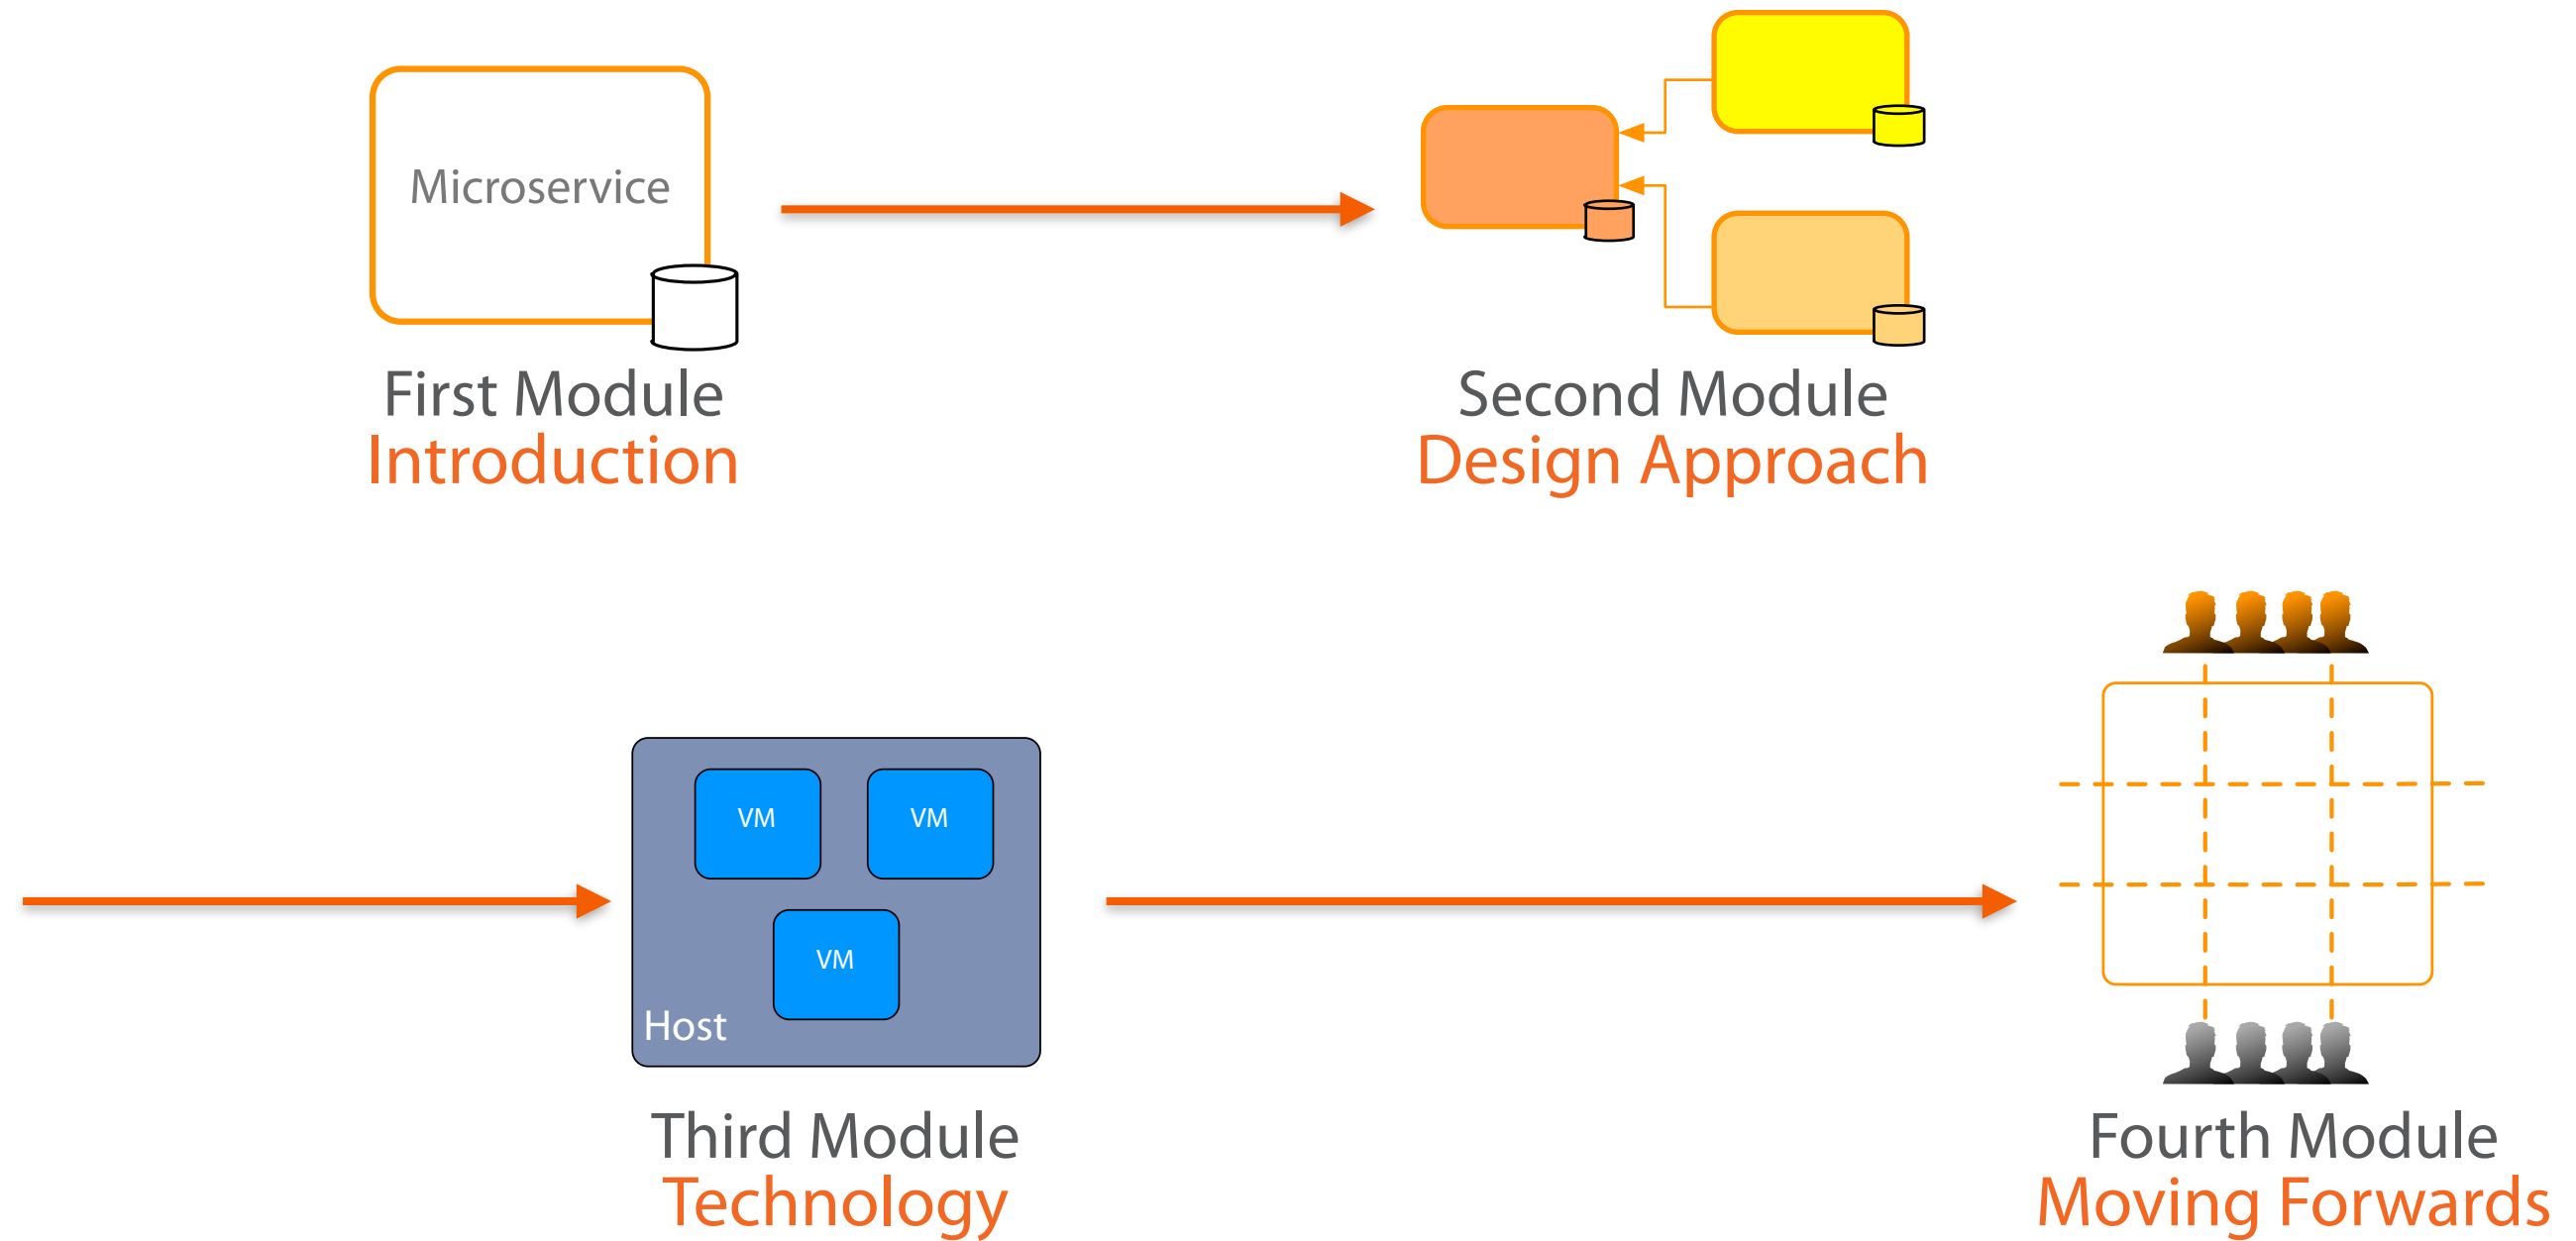 Microservice
First Module
Introduction
Second Module
Design Approach
VM
VM
VM
Host
Third Module
Technology
Fourth Module
Moving Forwards